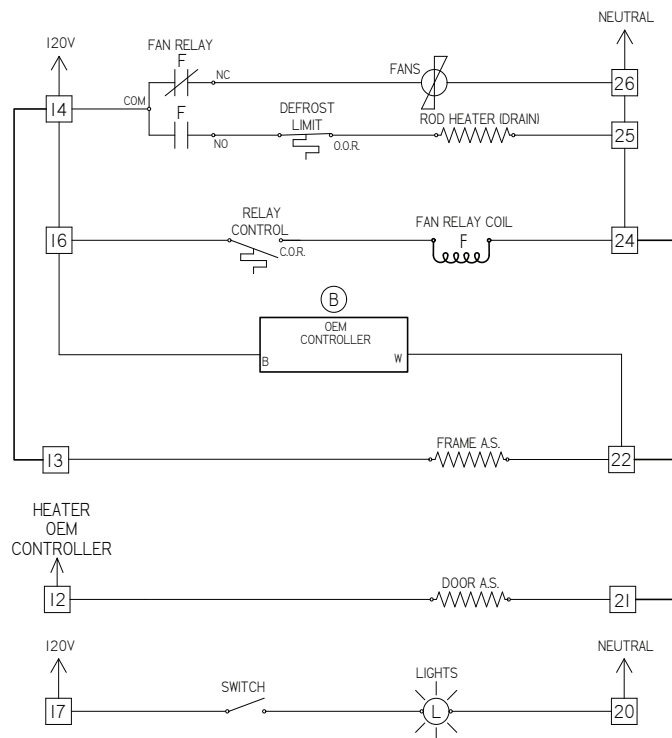 120V
NEUTRAL
FAN RELAY
F
NC
FANS
26
14
COM
F
NO
DEFROST
LIMIT
O.O.R.
ROD HEATER (DRAIN)
25
16
RELAY
CONTROL
C.O.R.
FAN RELAY COIL
F
24
B
OEM
CONTROLLER
B
W
13
FRAME A.S.
22
HEATER
OEM
CONTROLLER
12
DOOR A.S.
21
120V
NEUTRAL
17
SWITCH
LIGHTS
L
20